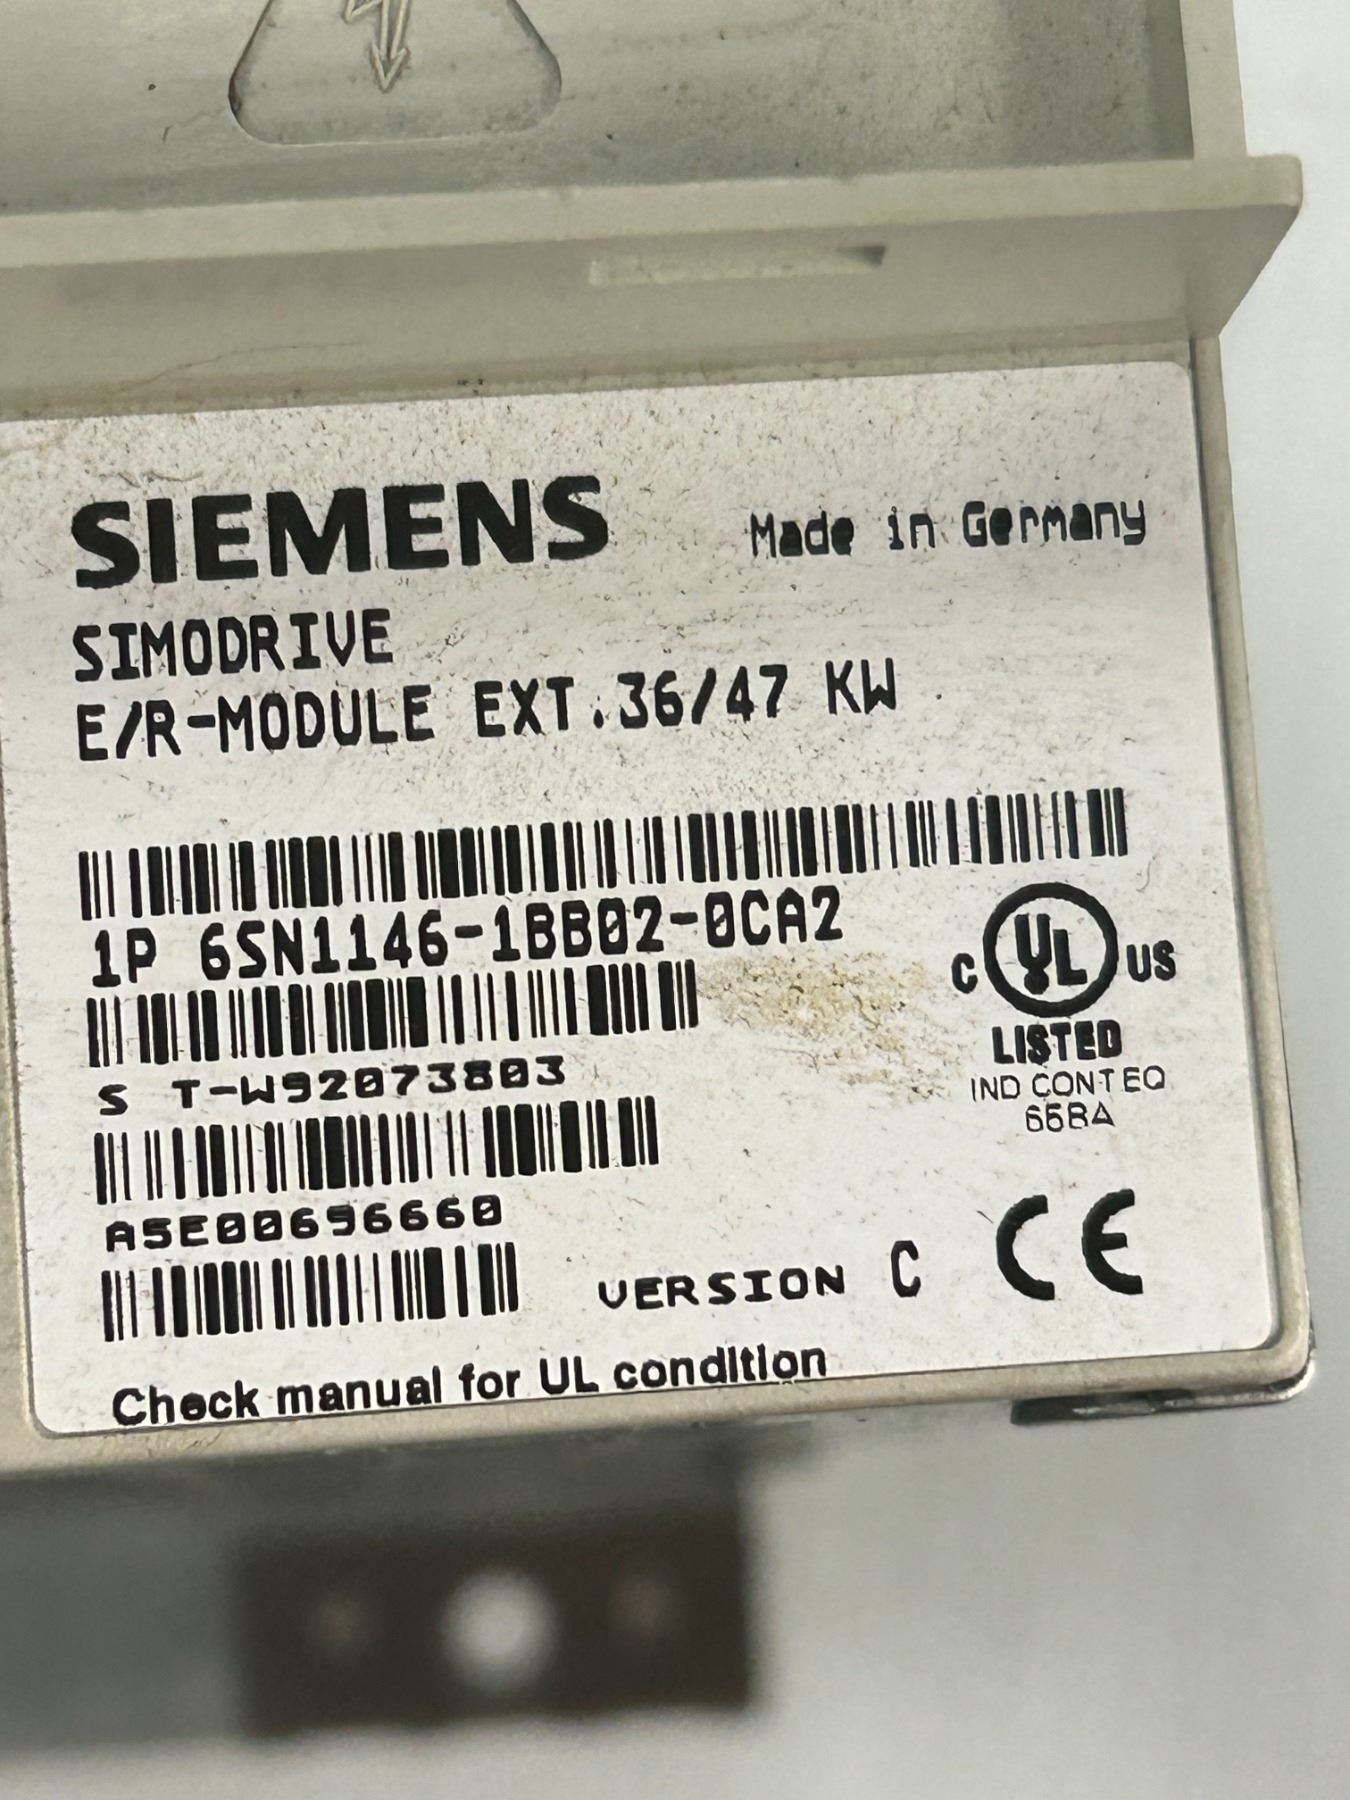 SIEMENS
Made in Germany
SIMODRIVE
E/R-MODULE EXT.36/47 KW
1P 6SN1146-1BB02-0CA2
C UL US
LISTED
IND CONT EQ
S T-W92073803
A5E00696660
VERSION C CE
Check manual for UL condition